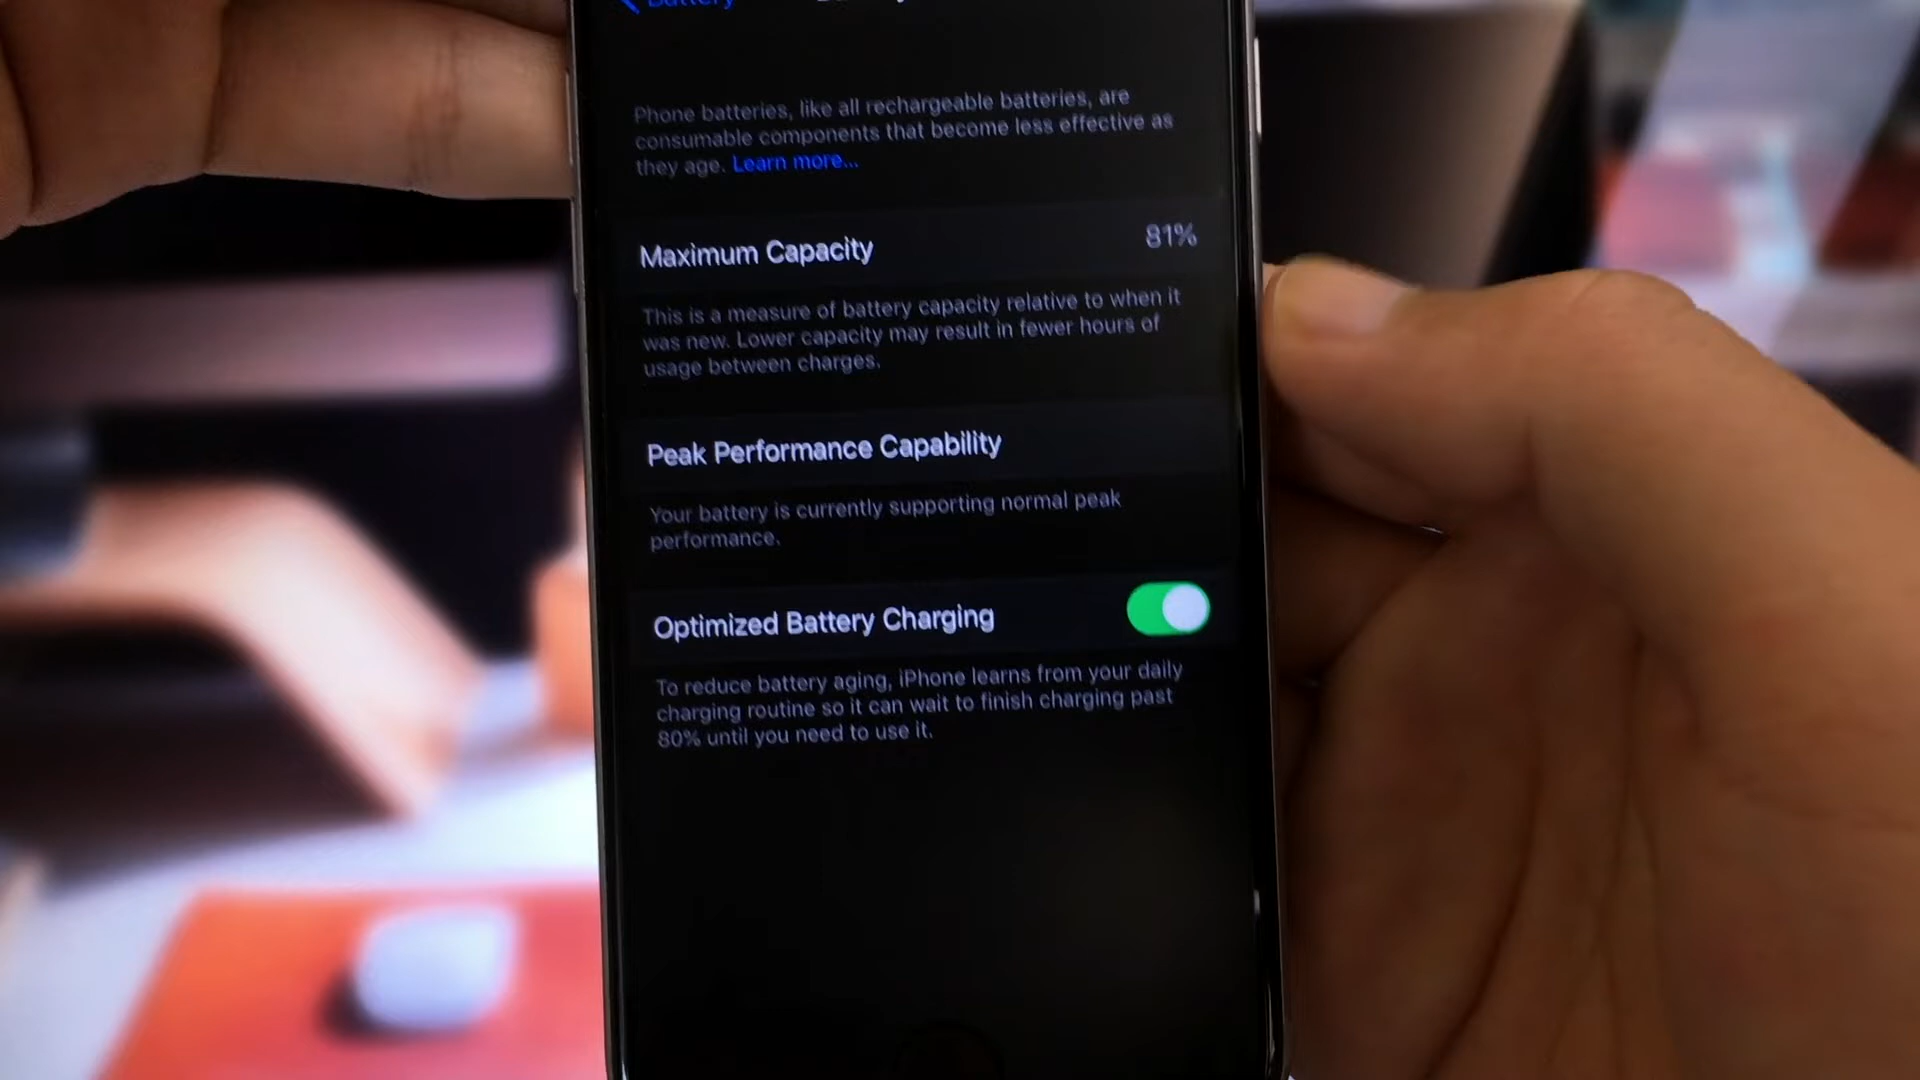 Battery
Phone batteries, like all rechargeable batteries, are
consumable components that become less effective as
they age. Learn more...
Maximum Capacity 81%
This is a measure of battery capacity relative to when it
was new. Lower capacity may result in fewer hours of
usage between charges.
Peak Performance Capability
Your battery is currently supporting normal peak
performance.
Optimized Battery Charging
To reduce battery aging, iPhone learns from your daily
charging routine so it can wait to finish charging past
80% until you need to use it.